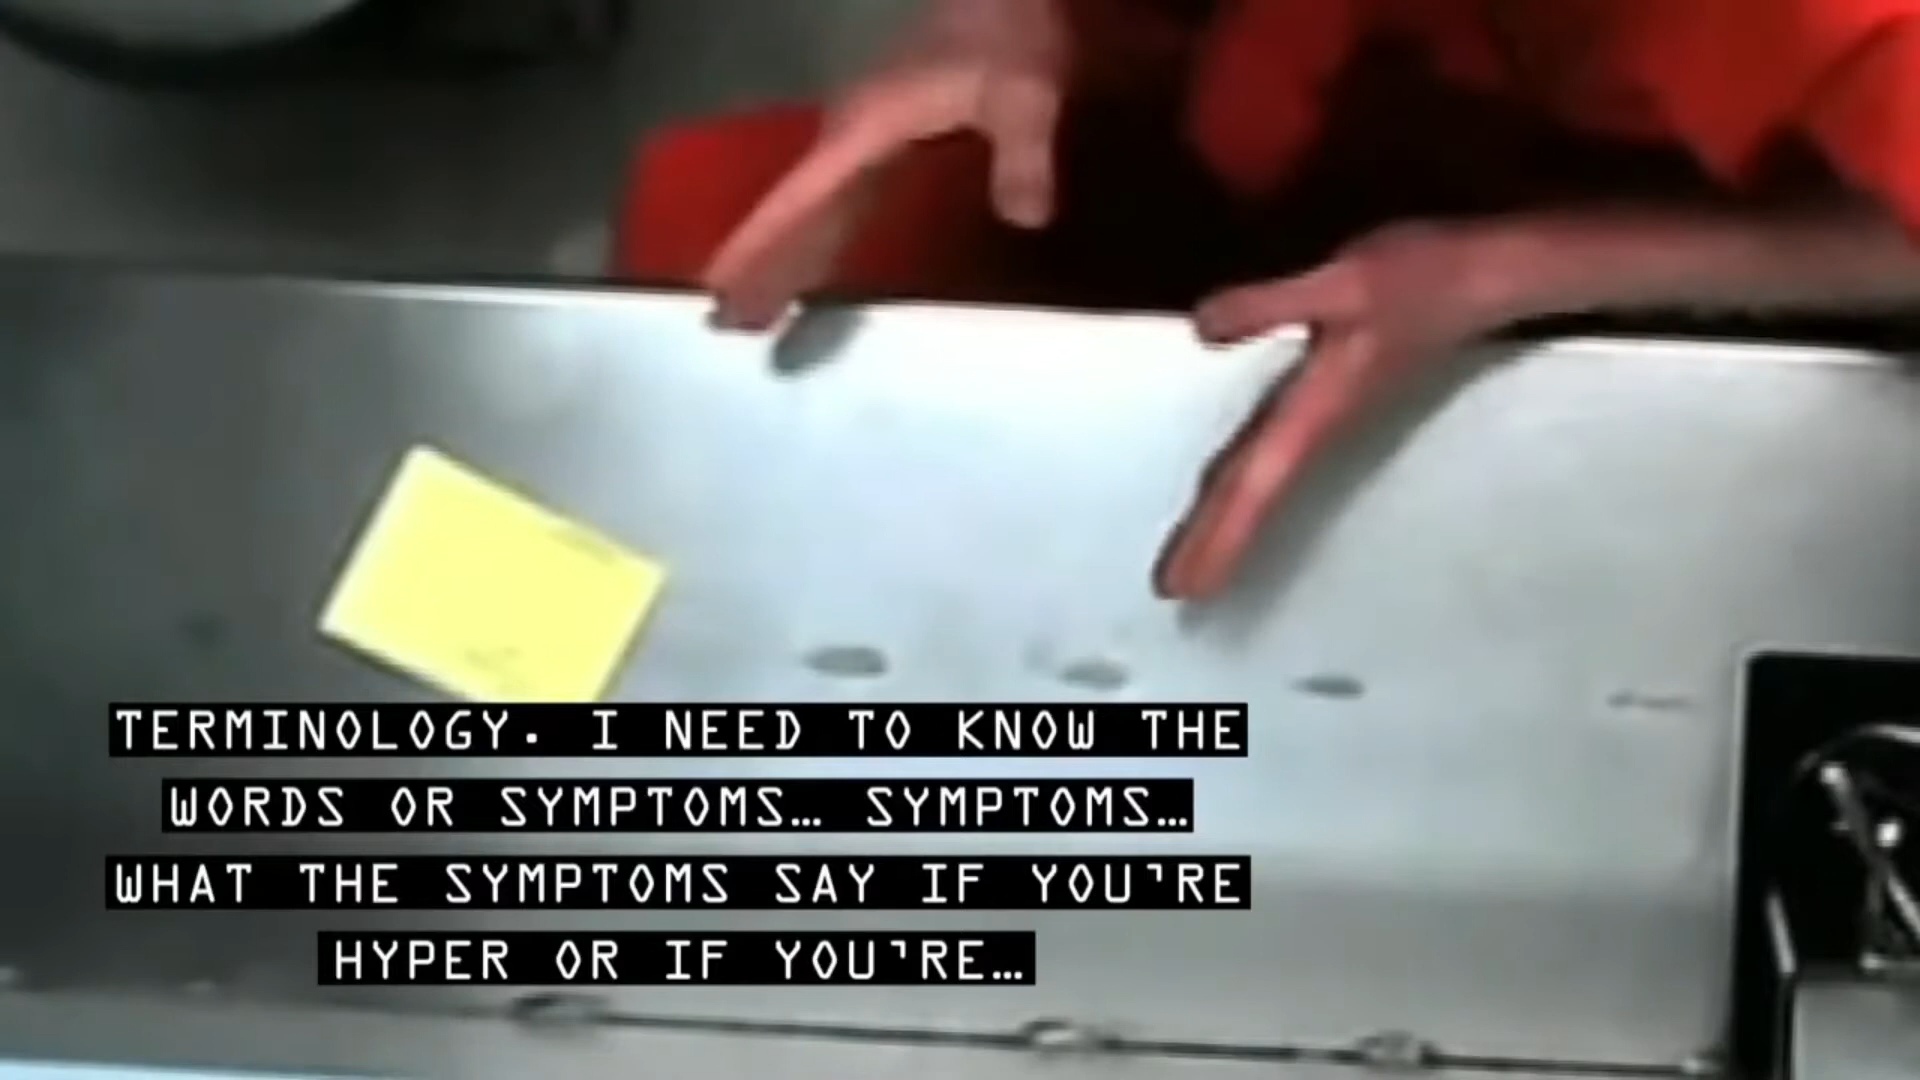 TERMINOLOGY. I NEED TO KNOW THE
WORDS OR SYMPTOMS… SYMPTOMS…
WHAT THE SYMPTOMS SAY IF YOU'RE
HYPER OR IF YOU'RE…